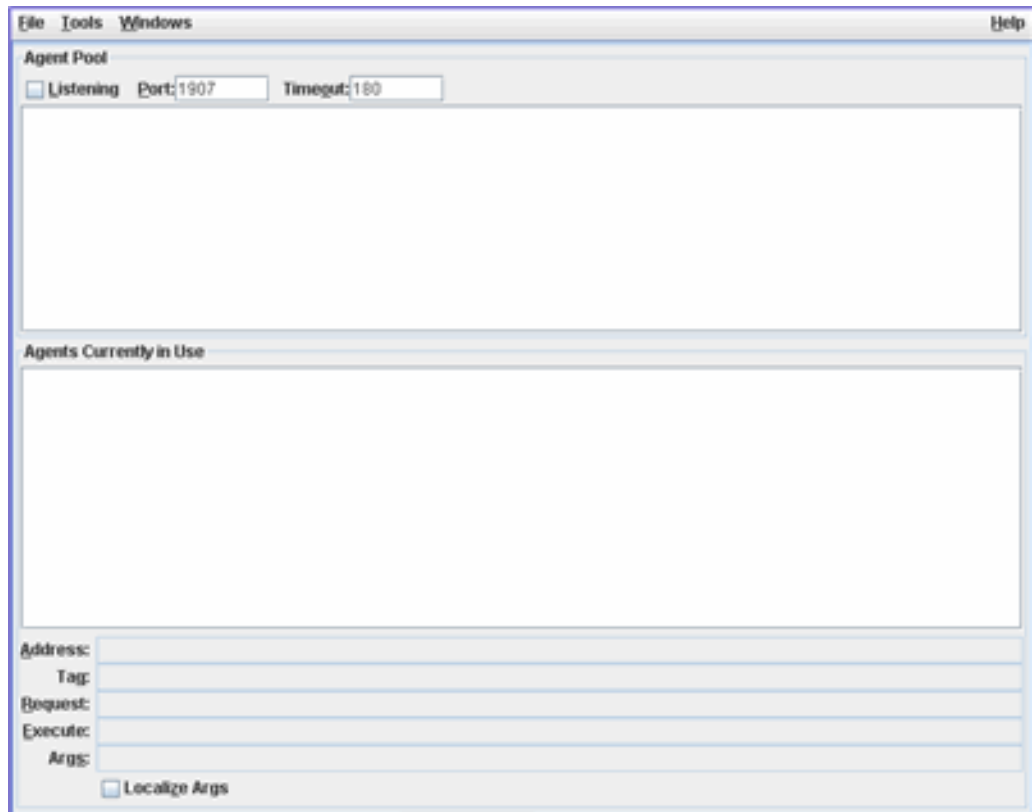 File Tools Windows Help
Agent Pool
Listening Port: 1907 Timeout: 180
Agents Currently in Use
Address:
Tag:
Request:
Execute:
Args:
Localize Args